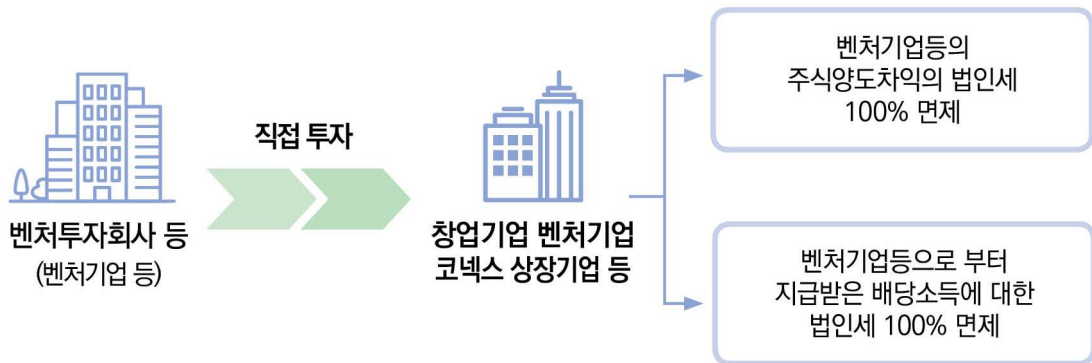 벤처투자회사 등
(벤처기업 등)
직접 투자
창업기업 벤처기업
코넥스 상장기업 등
벤처기업등의
주식양도차익의 법인세
100% 면제
벤처기업등으로 부터
지급받은 배당소득에 대한
법인세 100% 면제